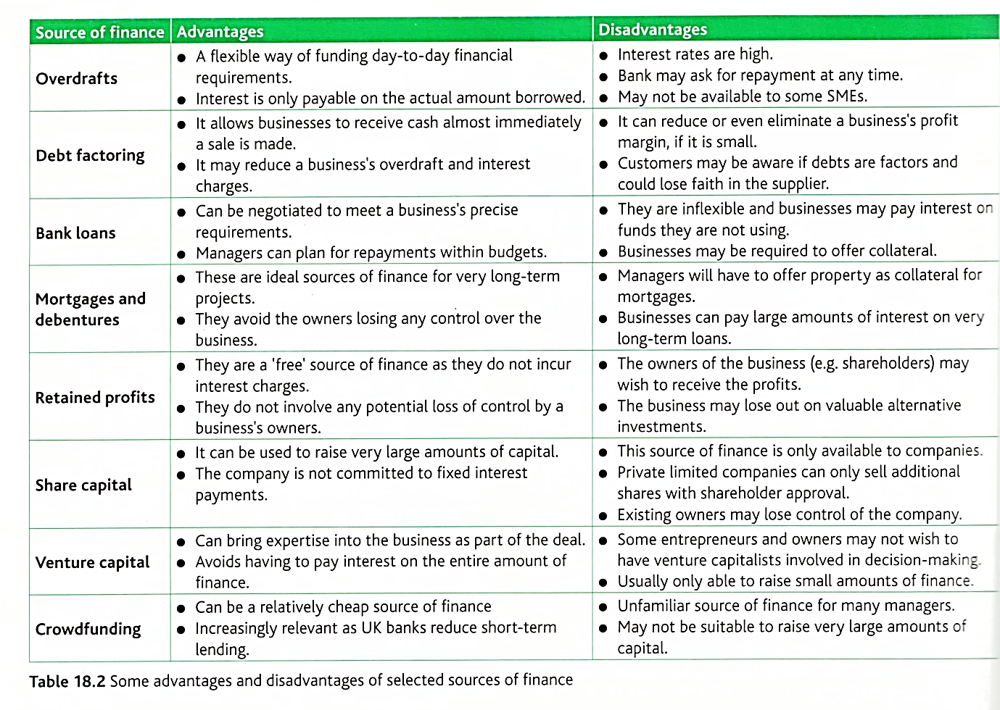 Source of finance Advantages Disadvantages
Overdrafts
● A flexible way of funding day-to-day financial
requirements.
● Interest is only payable on the actual amount borrowed.
● Interest rates are high.
● Bank may ask for repayment at any time.
● May not be available to some SMEs.
Debt factoring
● It allows businesses to receive cash almost immediately
a sale is made.
● It may reduce a business's overdraft and interest
charges.
● It can reduce or even eliminate a business's profit
margin, if it is small.
● Customers may be aware if debts are factors and
could lose faith in the supplier.
Bank loans
● Can be negotiated to meet a business's precise
requirements.
● Managers can plan for repayments within budgets.
● They are inflexible and businesses may pay interest on
funds they are not using.
● Businesses may be required to offer collateral.
Mortgages and
debentures
● These are ideal sources of finance for very long-term
projects.
● They avoid the owners losing any control over the
business.
● Managers will have to offer property as collateral for
mortgages.
● Businesses can pay large amounts of interest on very
long-term loans.
Retained profits
● They are a 'free' source of finance as they do not incur
interest charges.
● They do not involve any potential loss of control by a
business's owners.
● The owners of the business (e.g. shareholders) may
wish to receive the profits.
● The business may lose out on valuable alternative
investments.
Share capital
● It can be used to raise very large amounts of capital.
● The company is not committed to fixed interest
payments.
● This source of finance is only available to companies.
● Private limited companies can only sell additional
shares with shareholder approval.
● Existing owners may lose control of the company.
Venture capital
● Can bring expertise into the business as part of the deal.
● Avoids having to pay interest on the entire amount of
finance.
● Some entrepreneurs and owners may not wish to
have venture capitalists involved in decision-making.
● Usually only able to raise small amounts of finance.
Crowdfunding
● Can be a relatively cheap source of finance
● Increasingly relevant as UK banks reduce short-term
lending.
● Unfamiliar source of finance for many managers.
● May not be suitable to raise very large amounts of
capital.
Table 18.2 Some advantages and disadvantages of selected sources of finance